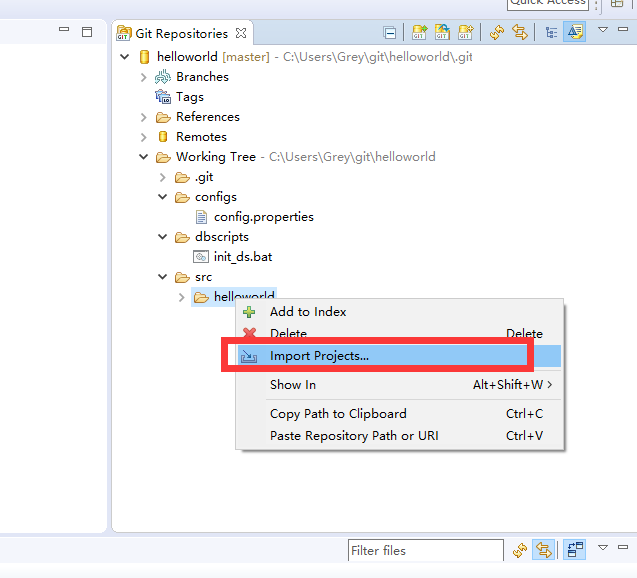 Quick Access
Git Repositories
helloworld [master] - C:\Users\Grey\git\helloworld\.git
Branches
Tags
References
Remotes
Working Tree - C:\Users\Grey\git\helloworld
.git
configs
config.properties
dbscripts
init_ds.bat
src
helloworld
Add to Index
Delete Delete
Import Projects...
Show In Alt+Shift+W
Copy Path to Clipboard Ctrl+C
Paste Repository Path or URI Ctrl+V
Filter files